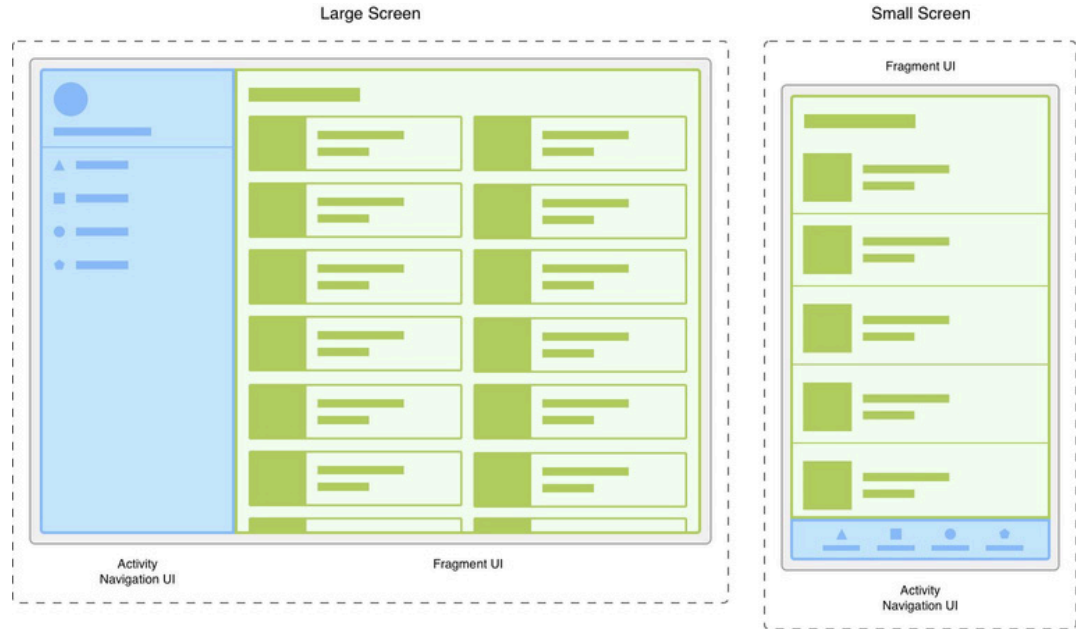 Large Screen
Activity
Navigation UI
Fragment UI
Small Screen
Fragment UI
Activity
Navigation UI